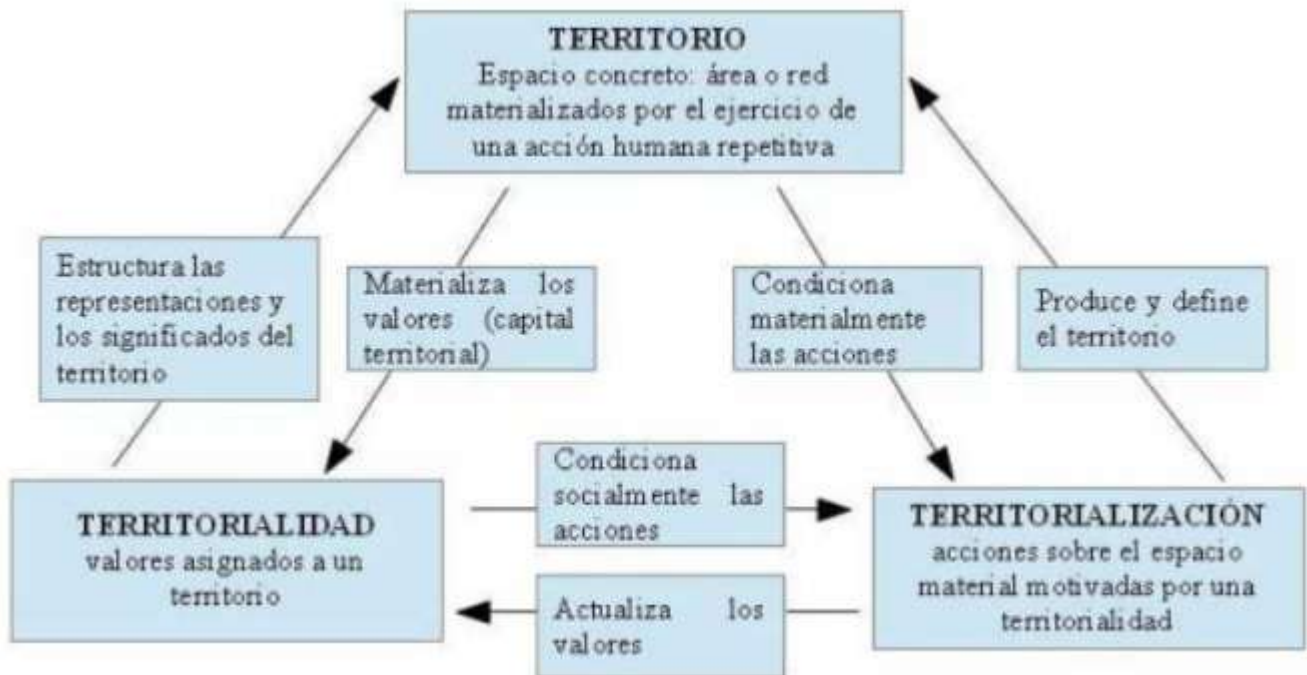 TERRITORIO
Espacio concreto: área o red
materializados por el ejercicio de
una acción humana repetitiva
Estructura las
representaciones y
los significados del
territorio
Materializa los
valores (capital
territorial)
Condiciona
materialmente
las acciones
Produce y define
el territorio
TERRITORIALIDAD
valores asignados a un
territorio
Condiciona
socialmente las
acciones
Actualiza los
valores
TERRITORIALIZACIÓN
acciones sobre el espacio
material motivadas por una
territorialidad